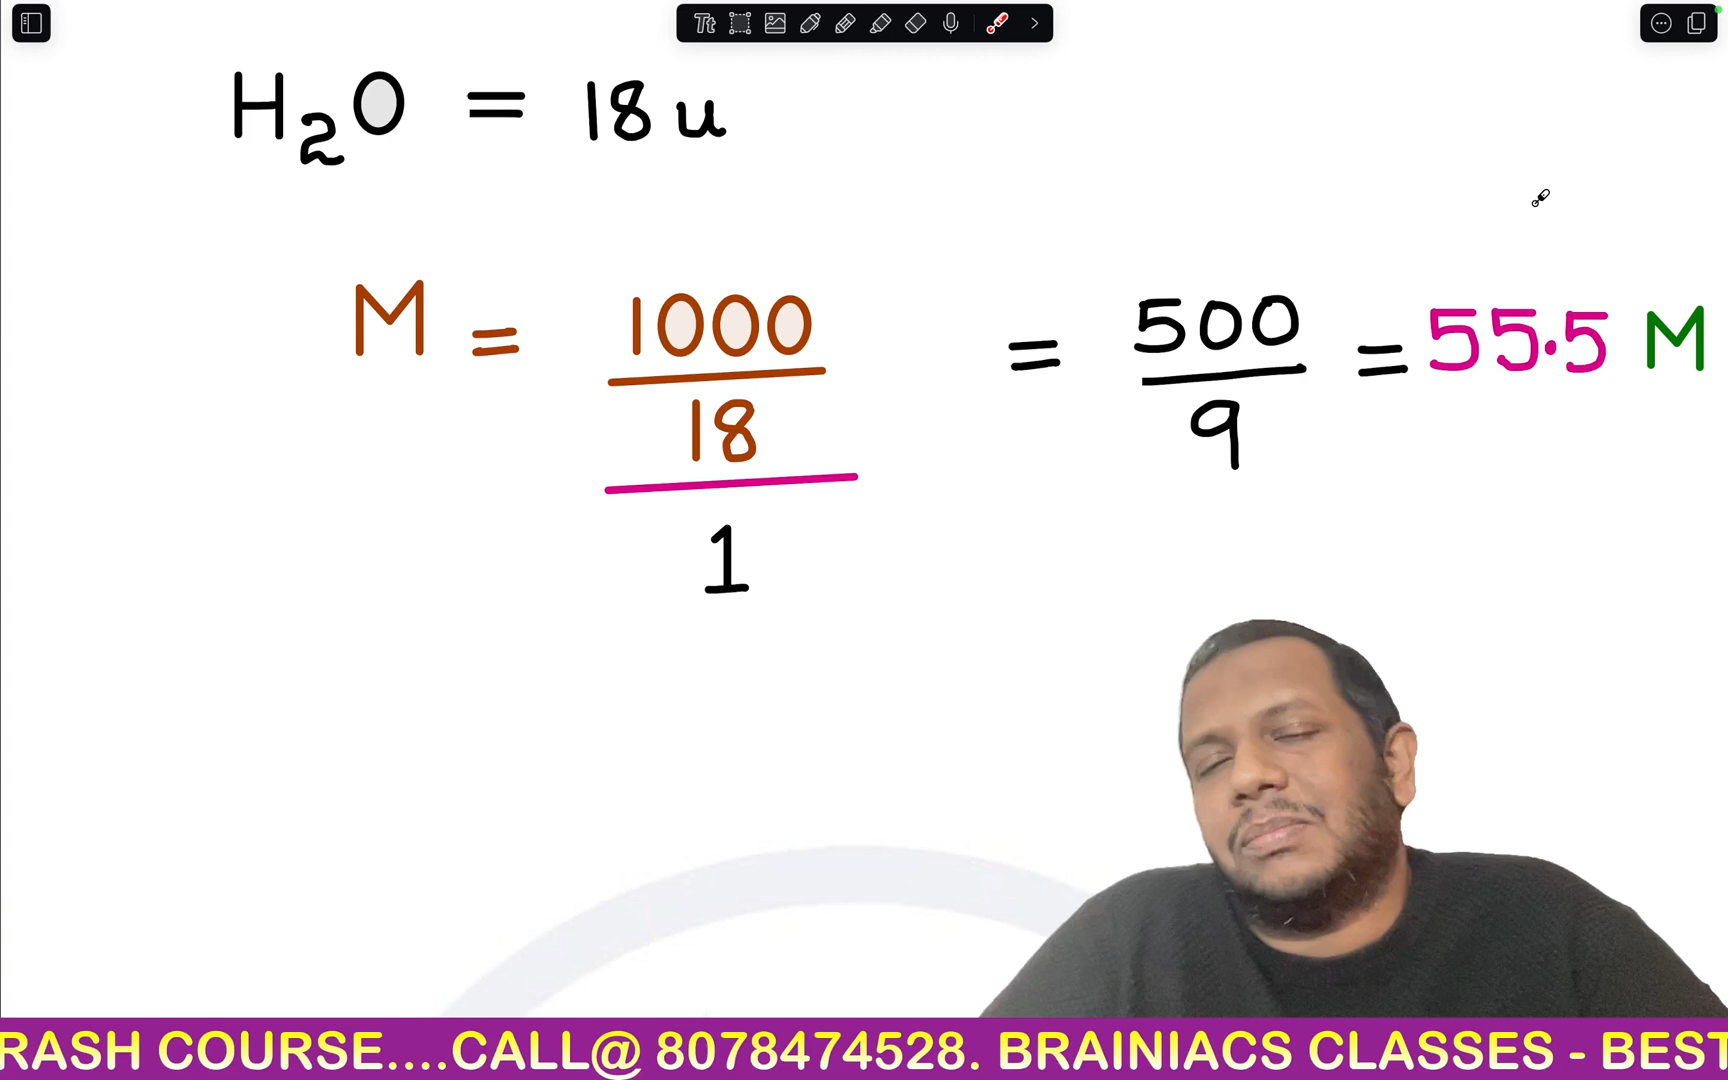 H₂O = 18 u
M = 1000 / 18 / 1 = 500 / 9 = 55.5 M
RASH COURSE....CALL@ 8078474528. BRAINIACS CLASSES - BEST